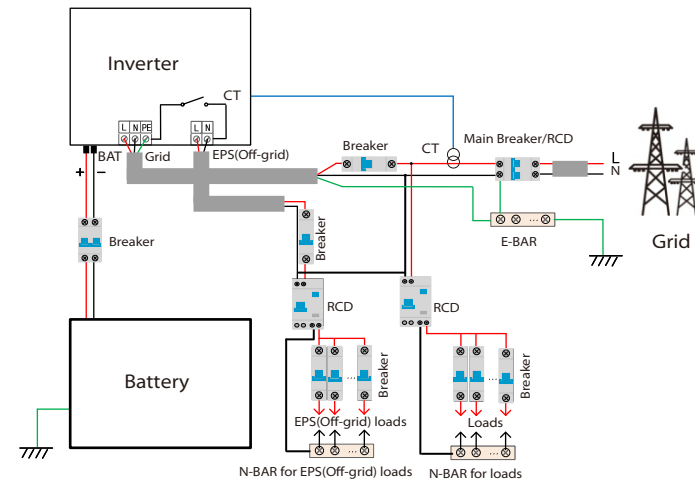 Inverter
CT
L N PE
L N
BAT
Grid
EPS(Off-grid)
+
−
Breaker
CT
Main Breaker/RCD
L
N
E-BAR
Grid
Breaker
Breaker
RCD
RCD
Battery
...
Breaker
...
Breaker
EPS(Off-grid) loads
Loads
...
...
...
N-BAR for EPS(Off-grid) loads
N-BAR for loads